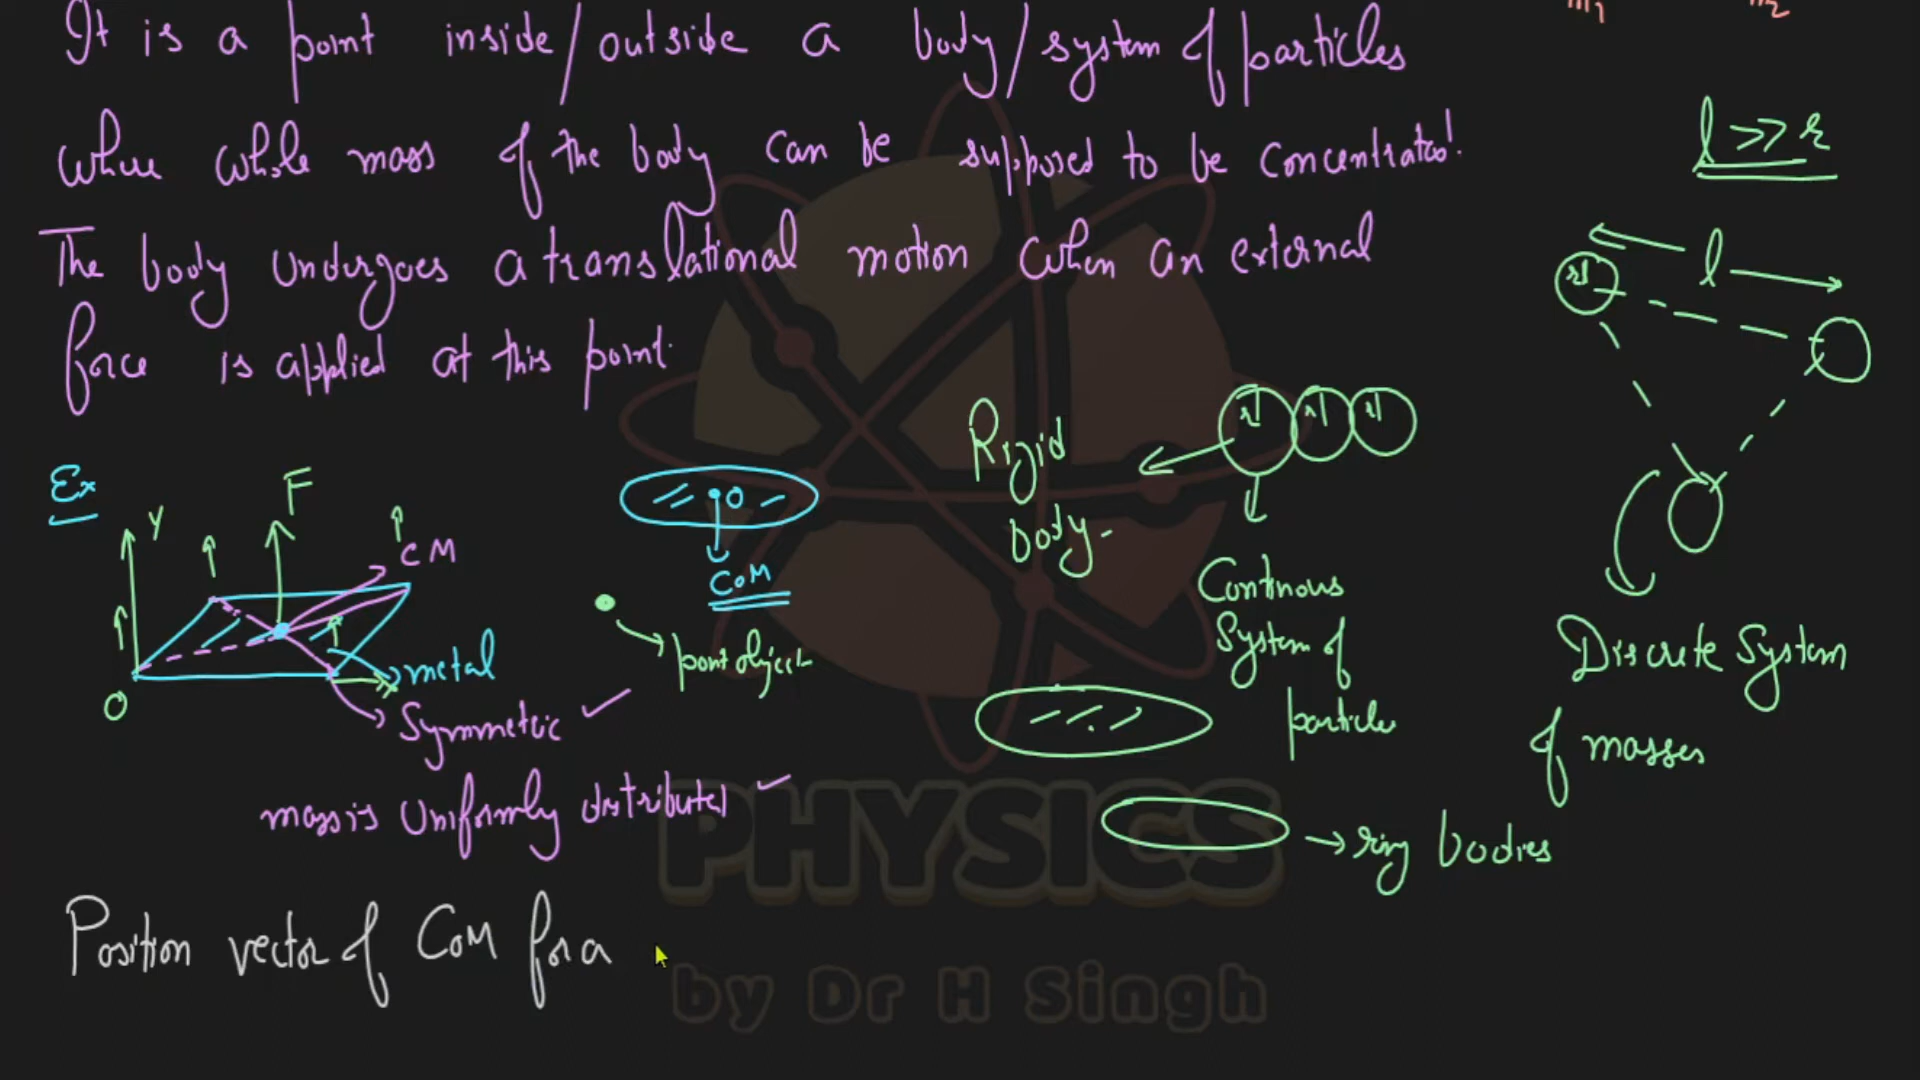 It is a point inside/outside a body/system of particles
m1 m2
where whole mass of the body can be supposed to be concentrated.
l >> r
The body undergoes a translational motion when an external
force is applied at this point.
r l
Rigid body -
r r r
Ex
F
Y
CM
O
COM
metal
point object
O
Symmetric ✓
mass is uniformly distributed ✓
Continous
System of
particle
Discrete System
of masses
→ ring bodies
Position vector of CoM for a
PHYSICS
by Dr H Singh